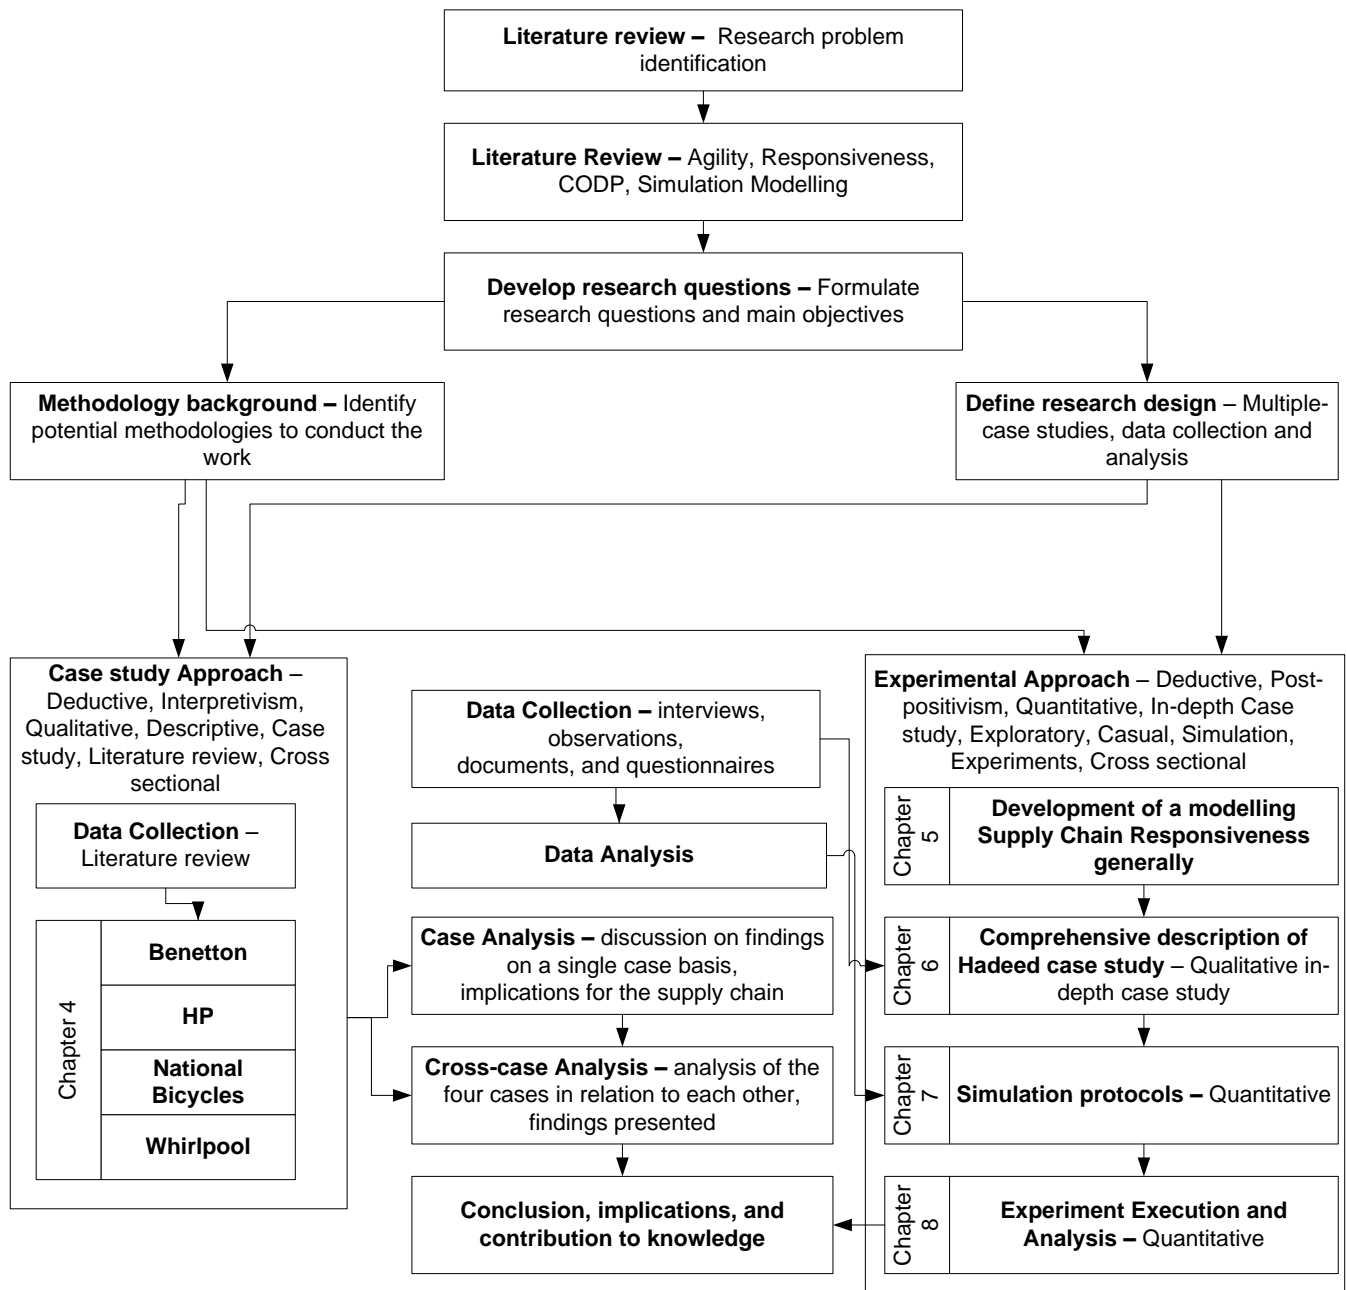 Literature review –  Research problem
identification
Literature Review – Agility, Responsiveness,
CODP, Simulation Modelling
Develop research questions – Formulate
research questions and main objectives
Methodology background – Identify
potential methodologies to conduct the
work
Define research design – Multiple-
case studies, data collection and
analysis
Case study Approach –
Deductive, Interpretivism,
Qualitative, Descriptive, Case
study, Literature review, Cross
sectional
Data Collection –
Literature review
Chapter 4
Benetton
HP
National
Bicycles
Whirlpool
Data Collection – interviews,
observations,
documents, and questionnaires
Data Analysis
Case Analysis – discussion on findings
on a single case basis,
implications for the supply chain
Cross-case Analysis – analysis of the
four cases in relation to each other,
findings presented
Conclusion, implications, and
contribution to knowledge
Experimental Approach – Deductive, Post-
positivism, Quantitative, In-depth Case
study, Exploratory, Casual, Simulation,
Experiments, Cross sectional
Chapter
5
Development of a modelling
Supply Chain Responsiveness
generally
Chapter
6
Comprehensive description of
Hadeed case study – Qualitative in-
depth case study
Chapter
7
Simulation protocols – Quantitative
Chapter
8
Experiment Execution and
Analysis – Quantitative